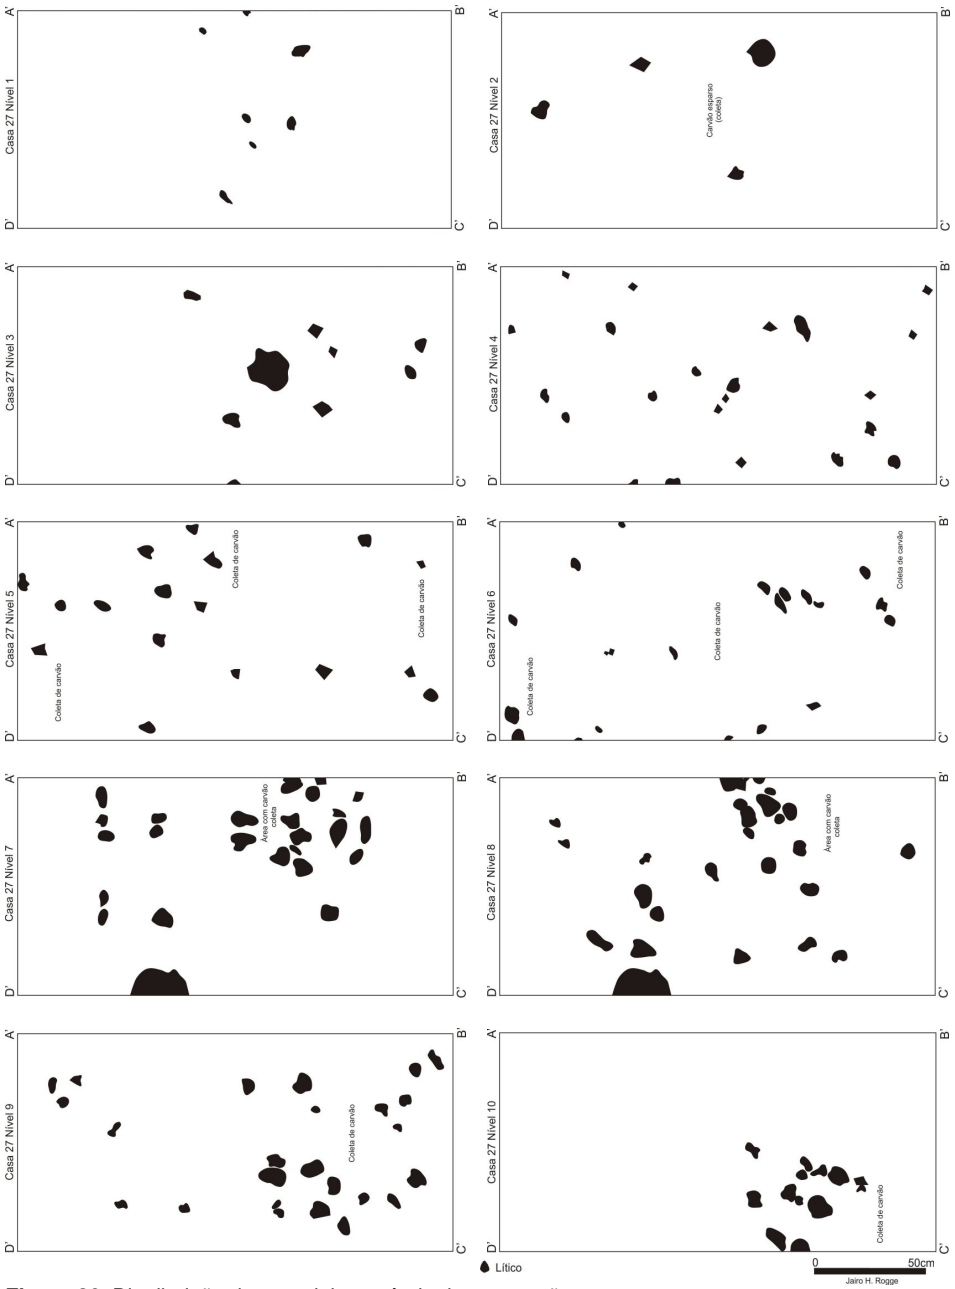 A'
B'
Casa 27 Nível 1
D'
C'
A'
B'
Casa 27 Nível 2
Carvão esparso
(coleta)
D'
C'
A'
B'
Casa 27 Nível 3
D'
C'
A'
B'
Casa 27 Nível 4
D'
C'
A'
B'
Casa 27 Nível 5
Coleta de carvão
Coleta de carvão
Coleta de carvão
D'
C'
A'
B'
Casa 27 Nível 6
Coleta de carvão
Coleta de carvão
Coleta de carvão
D'
C'
A'
B'
Casa 27 Nível 7
Área com carvão
coleta
D'
C'
A'
B'
Casa 27 Nível 8
Área com carvão
coleta
D'
C'
A'
B'
Casa 27 Nível 9
Coleta de carvão
D'
C'
A'
B'
Casa 27 Nível 10
Coleta de carvão
D'
C'
Lítico
0 50cm
Jairo H. Rogge